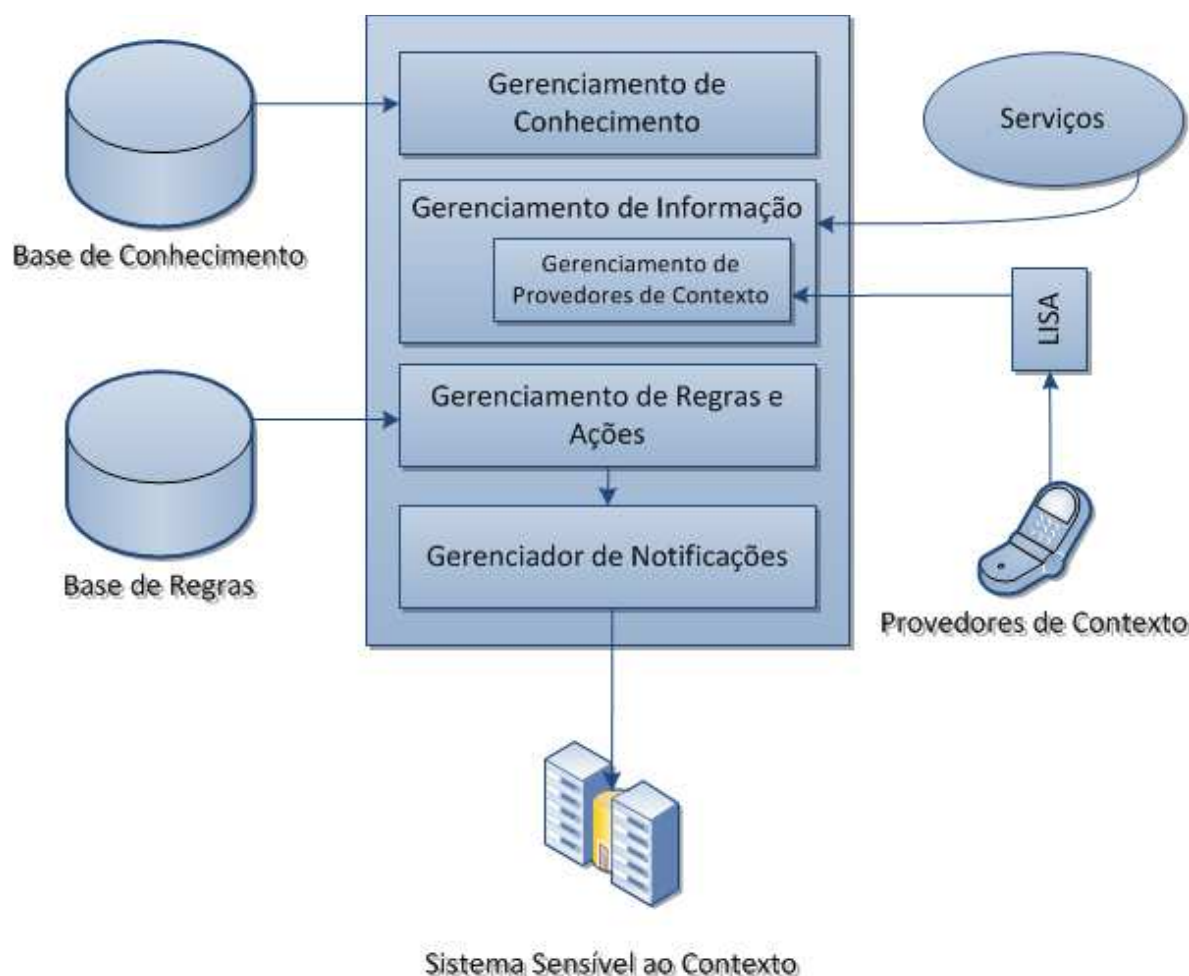 Gerenciamento de
Conhecimento
Serviços
Base de Conhecimento
Gerenciamento de Informação
Gerenciamento de
Provedores de Contexto
LISA
Gerenciamento de Regras e
Ações
Base de Regras
Gerenciador de Notificações
Provedores de Contexto
Sistema Sensível ao Contexto